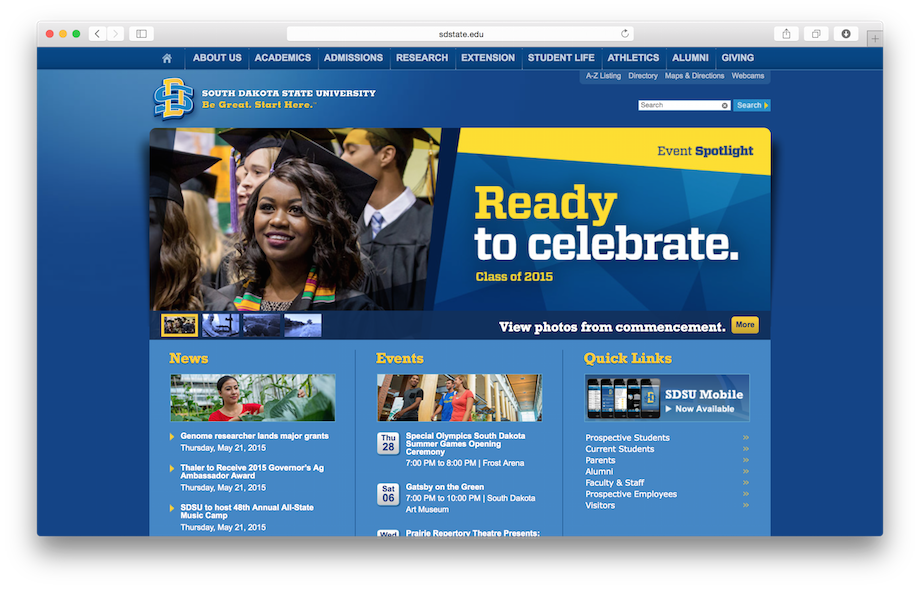 sdstate.edu
ABOUT US ACADEMICS ADMISSIONS RESEARCH EXTENSION STUDENT LIFE ATHLETICS ALUMNI GIVING
A-Z Listing Directory Maps & Directions Webcams
SOUTH DAKOTA STATE UNIVERSITY
Be Great. Start Here.™
Search Search
Event Spotlight
Ready
to celebrate.
Class of 2015
View photos from commencement. More
News
Genome researcher lands major grants
Thursday, May 21, 2015
Thaler to Receive 2015 Governor's Ag
Ambassador Award
Thursday, May 21, 2015
SDSU to host 48th Annual All-State
Music Camp
Thursday, May 21, 2015
Events
Thu
28
Special Olympics South Dakota
Summer Games Opening
Ceremony
7:00 PM to 8:00 PM | Frost Arena
Sat
06
Gatsby on the Green
7:00 PM to 10:00 PM | South Dakota
Art Museum
Wed
Prairie Repertory Theatre Presents:
Quick Links
SDSU Mobile
Now Available
Prospective Students
Current Students
Parents
Alumni
Faculty & Staff
Prospective Employees
Visitors